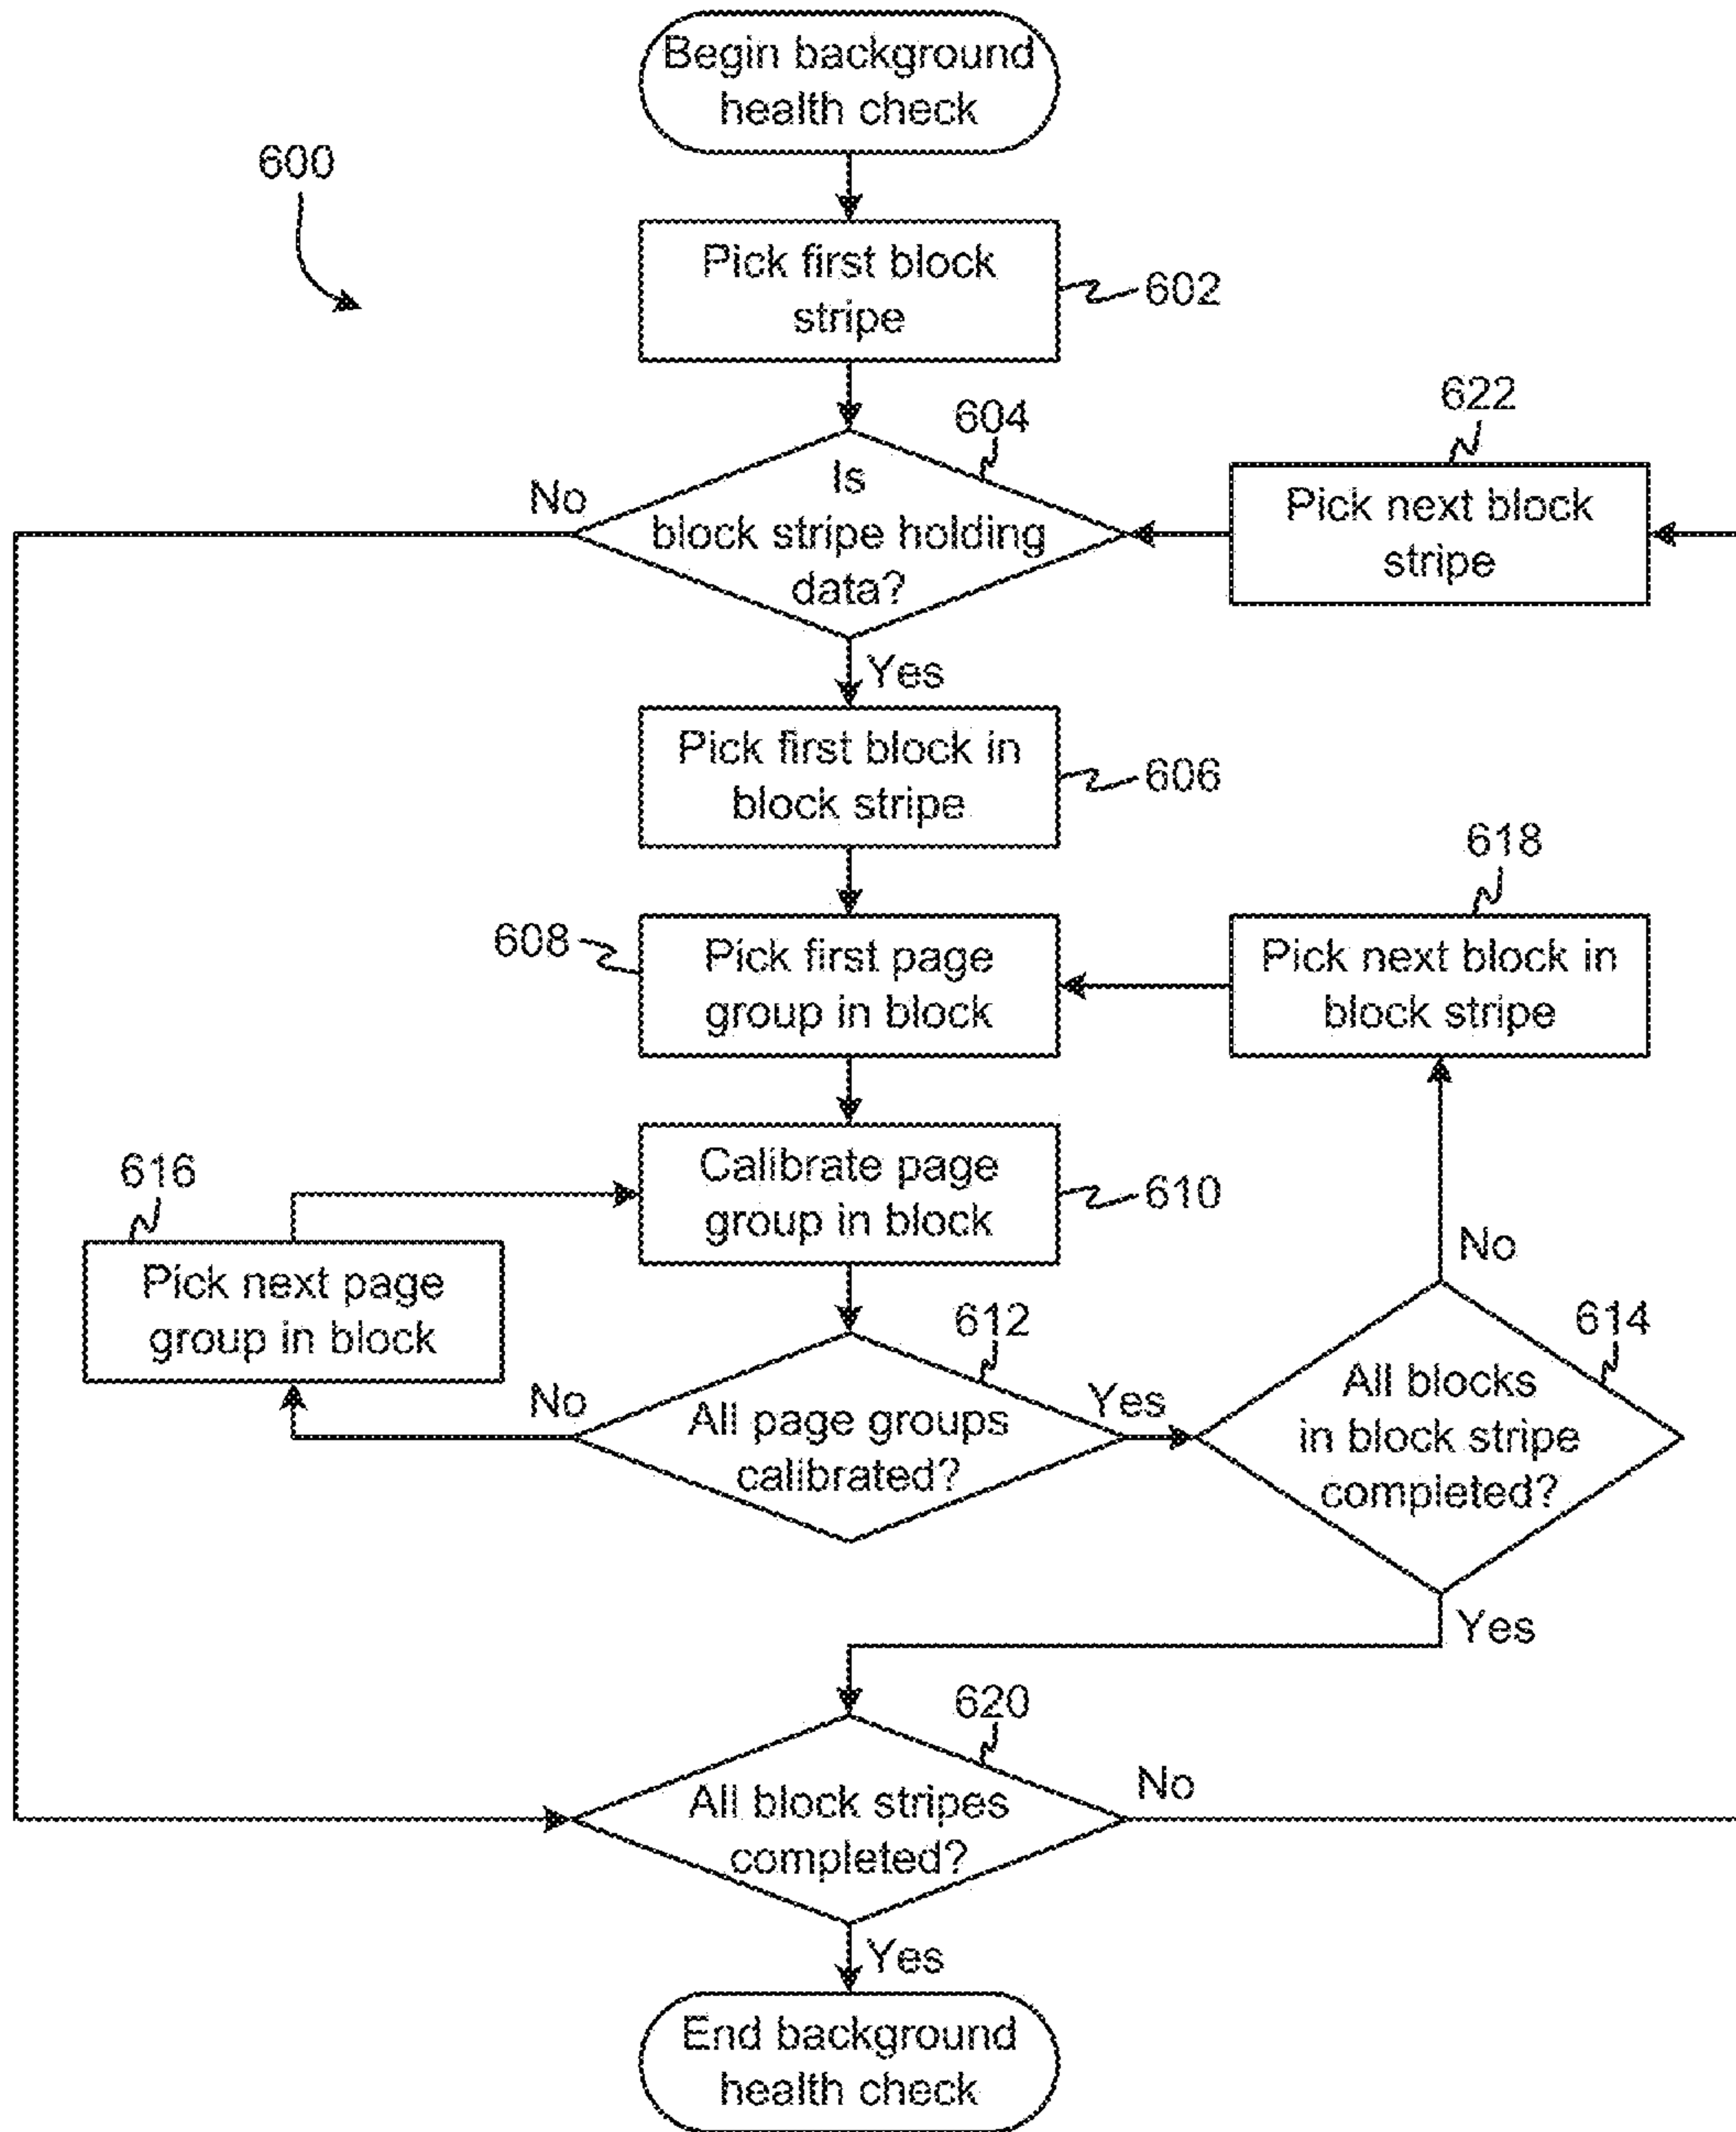 Begin background
health check
600
Pick first block
stripe
602
604
622
Is
block stripe holding
data?
No
Pick next block
stripe
Yes
Pick first block in
block stripe
606
618
608
Pick first page
group in block
Pick next block in
block stripe
616
Calibrate page
group in block
610
No
Pick next page
group in block
612
614
All page groups
calibrated?
No
Yes
All blocks
in block stripe
completed?
Yes
620
All block stripes
completed?
No
Yes
End background
health check